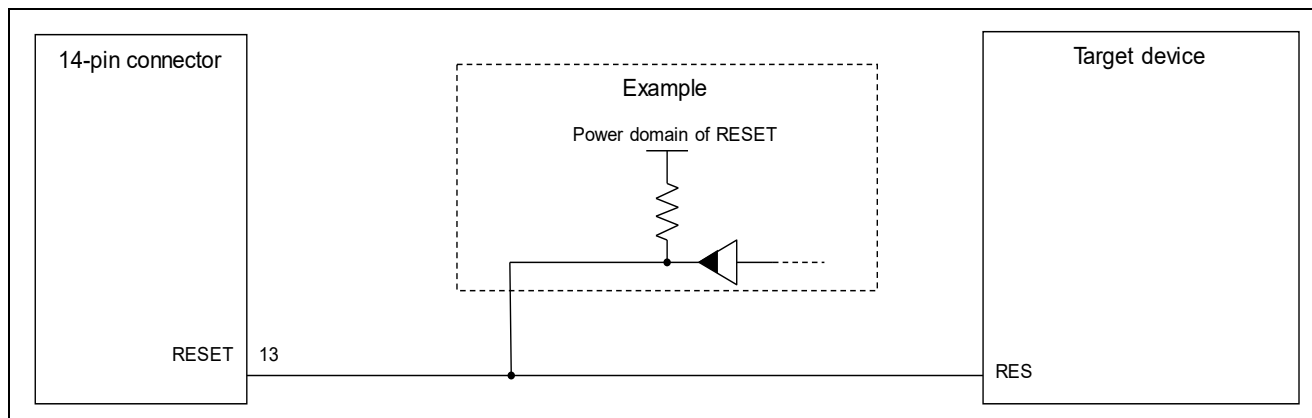 14-pin connector
Target device
Example
Power domain of RESET
RESET 13
RES